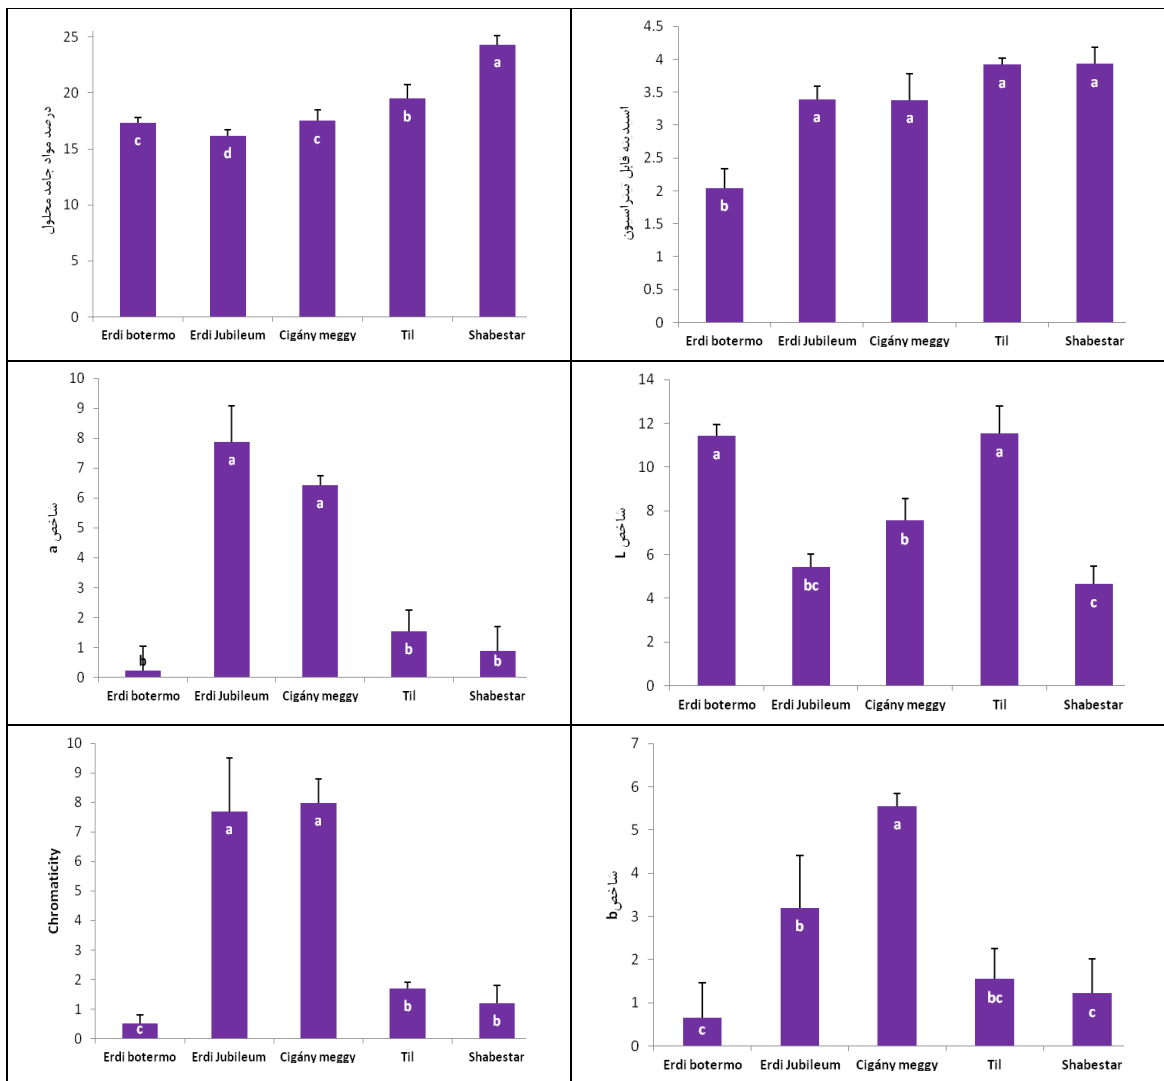 درصد مواد جامد محلول
25
20
15
10
5
0
c
d
c
b
a
Erdi botermo
Erdi Jubileum
Cigány meggy
Til
Shabestar
اسیدیته قابل تیتراسیون
4.5
4
3.5
3
2.5
2
1.5
1
0.5
0
b
a
a
a
a
Erdi botermo
Erdi Jubileum
Cigány meggy
Til
Shabestar
شاخص a
10
9
8
7
6
5
4
3
2
1
0
b
a
a
b
b
Erdi botermo
Erdi Jubileum
Cigány meggy
Til
Shabestar
شاخص L
14
12
10
8
6
4
2
0
a
bc
b
a
c
Erdi botermo
Erdi Jubileum
Cigány meggy
Til
Shabestar
Chromaticity
10
9
8
7
6
5
4
3
2
1
0
c
a
a
b
b
Erdi botermo
Erdi Jubileum
Cigány meggy
Til
Shabestar
شاخص b
7
6
5
4
3
2
1
0
c
b
a
bc
c
Erdi botermo
Erdi Jubileum
Cigány meggy
Til
Shabestar